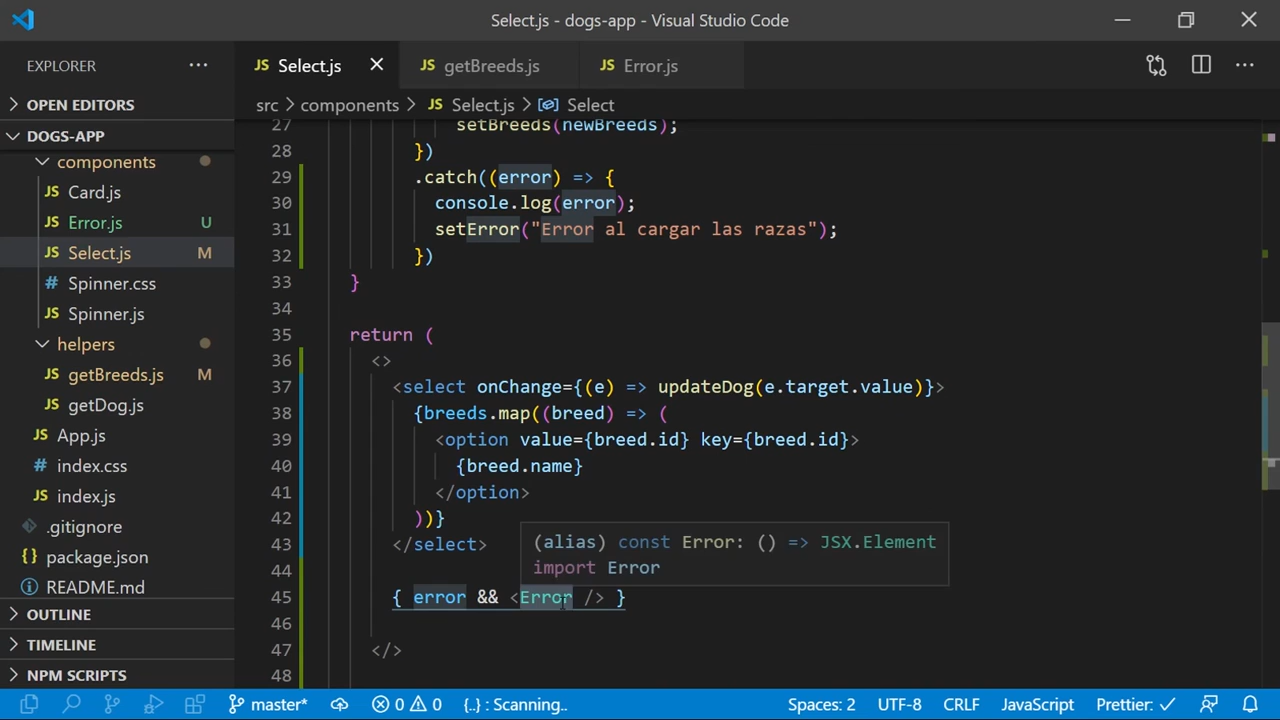 Select.js - dogs-app - Visual Studio Code
EXPLORER
JS Select.js
JS getBreeds.js
JS Error.js
OPEN EDITORS
src > components > JS Select.js > Select
DOGS-APP
components
JS Card.js
JS Error.js U
JS Select.js M
# Spinner.css
JS Spinner.js
helpers
JS getBreeds.js M
JS getDog.js
JS App.js
# index.css
JS index.js
.gitignore
{} package.json
README.md
OUTLINE
TIMELINE
NPM SCRIPTS
27 setBreeds(newBreeds);
28 })
29 .catch((error) => {
30 console.log(error);
31 setError("Error al cargar las razas");
32 })
33 }
34
35 return (
36 <>
37 <select onChange={(e) => updateDog(e.target.value)}>
38 {breeds.map((breed) => (
39 <option value={breed.id} key={breed.id}>
40 {breed.name}
41 </option>
42 ))}
43 </select>
(alias) const Error: () => JSX.Element
import Error
44
45 { error && <Error /> }
46
47 </>
48
master* 0 0 {..} : Scanning.. Spaces: 2 UTF-8 CRLF JavaScript Prettier: ✓